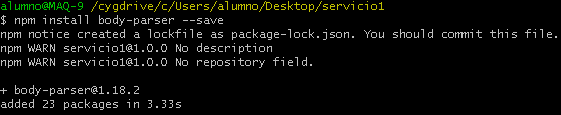 alumno@MAQ-9 /cygdrive/c/Users/alumno/Desktop/servicio1
$ npm install body-parser --save
npm notice created a lockfile as package-lock.json. You should commit this file.
npm WARN servicio1@1.0.0 No description
npm WARN servicio1@1.0.0 No repository field.
+ body-parser@1.18.2
added 23 packages in 3.33s